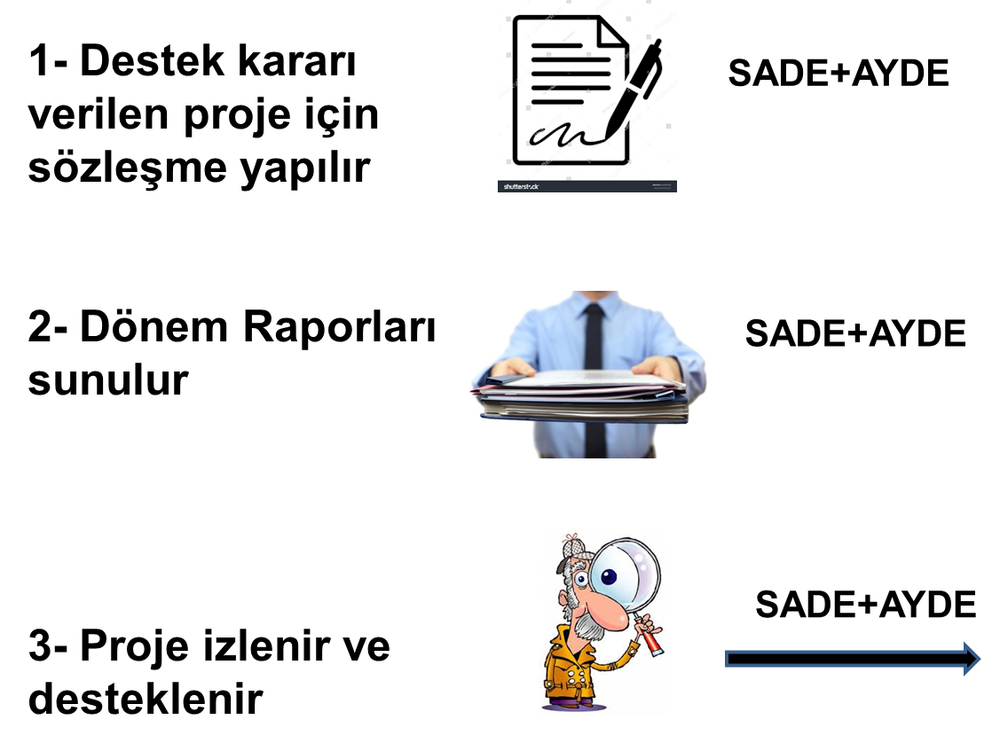 1- Destek kararı
verilen proje için
sözleşme yapılır
SADE+AYDE
shutterstock
2- Dönem Raporları
sunulur
SADE+AYDE
3- Proje izlenir ve
desteklenir
SADE+AYDE